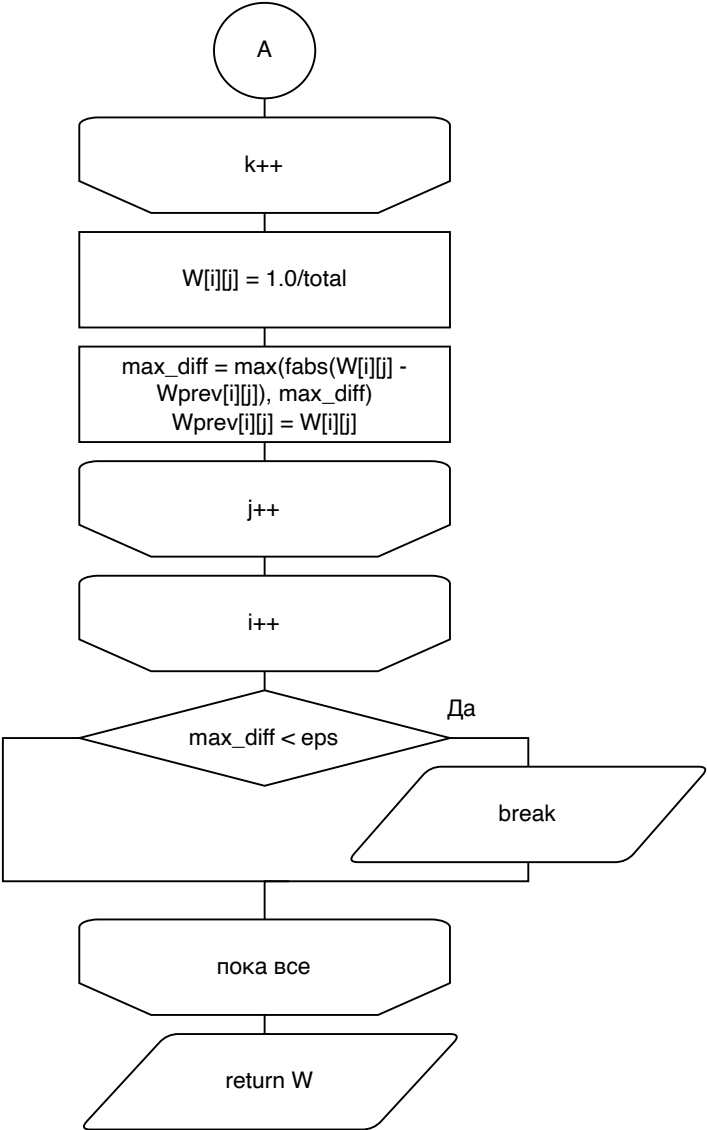 A
k++
W[i][j] = 1.0/total
max_diff = max(fabs(W[i][j] -
Wprev[i][j]), max_diff)
Wprev[i][j] = W[i][j]
j++
i++
Да
max_diff < eps
break
пока все
return W